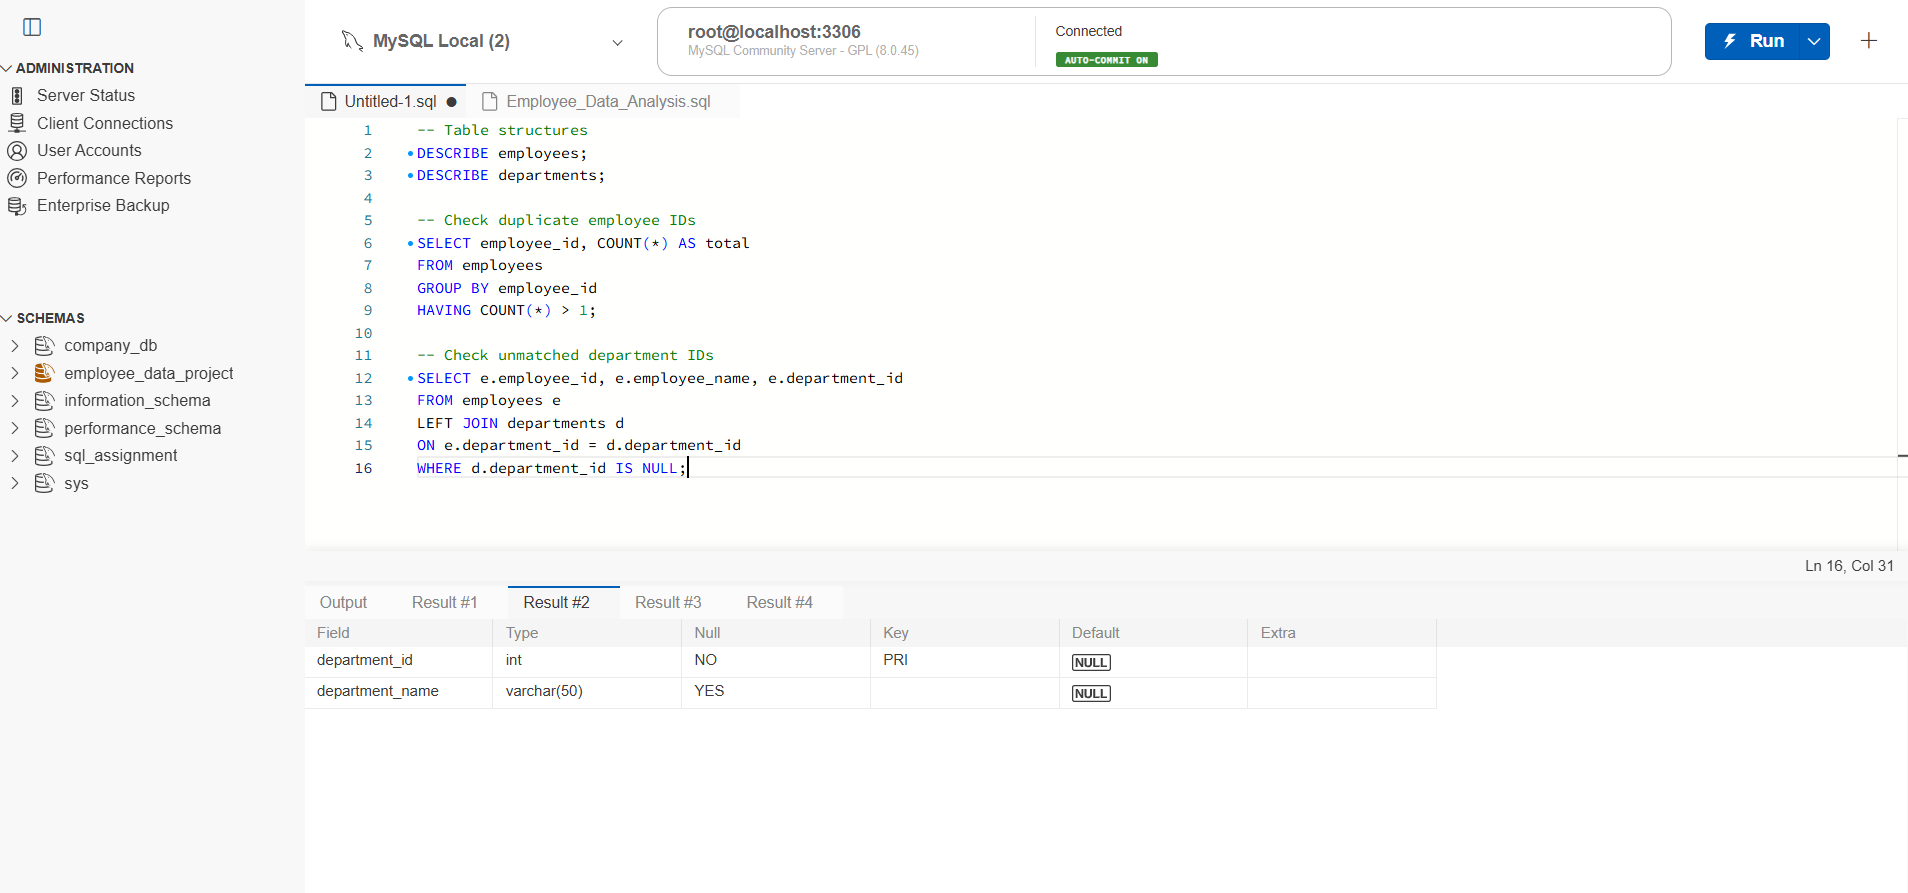 MySQL Local (2)
root@localhost:3306
MySQL Community Server - GPL (8.0.45)
Connected
AUTO-COMMIT ON
Run
ADMINISTRATION
Server Status
Client Connections
User Accounts
Performance Reports
Enterprise Backup
SCHEMAS
company_db
employee_data_project
information_schema
performance_schema
sql_assignment
sys
Untitled-1.sql
Employee_Data_Analysis.sql
1 -- Table structures
2 DESCRIBE employees;
3 DESCRIBE departments;
4
5 -- Check duplicate employee IDs
6 SELECT employee_id, COUNT(*) AS total
7 FROM employees
8 GROUP BY employee_id
9 HAVING COUNT(*) > 1;
10
11 -- Check unmatched department IDs
12 SELECT e.employee_id, e.employee_name, e.department_id
13 FROM employees e
14 LEFT JOIN departments d
15 ON e.department_id = d.department_id
16 WHERE d.department_id IS NULL;
Ln 16, Col 31
Output Result #1 Result #2 Result #3 Result #4
Field Type Null Key Default Extra
department_id int NO PRI NULL
department_name varchar(50) YES NULL